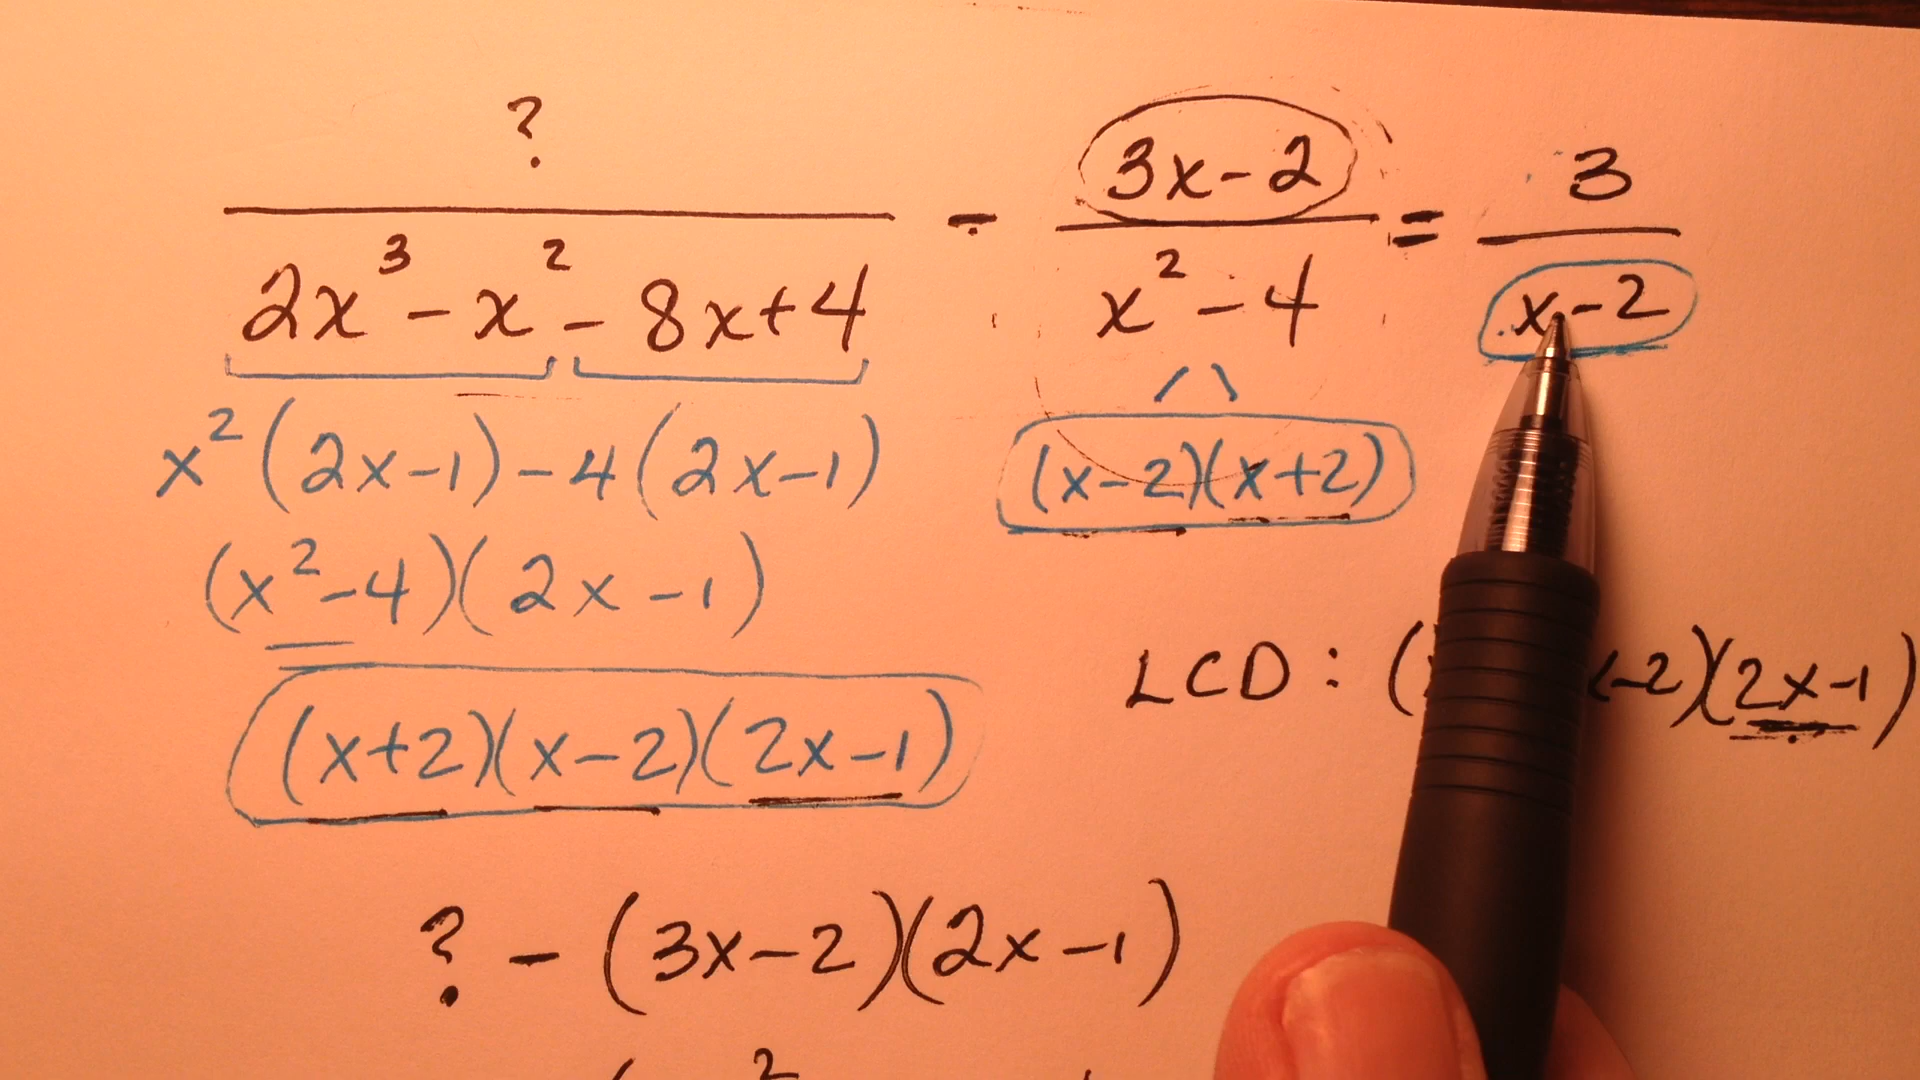 ?
2x³ - x² - 8x + 4
- 3x - 2
x² - 4
= 3
x - 2
x²(2x-1) - 4(2x-1)
(x-2)(x+2)
(x²-4)(2x-1)
LCD: ( -2)(2x-1)
(x+2)(x-2)(2x-1)
? - (3x-2)(2x-1)